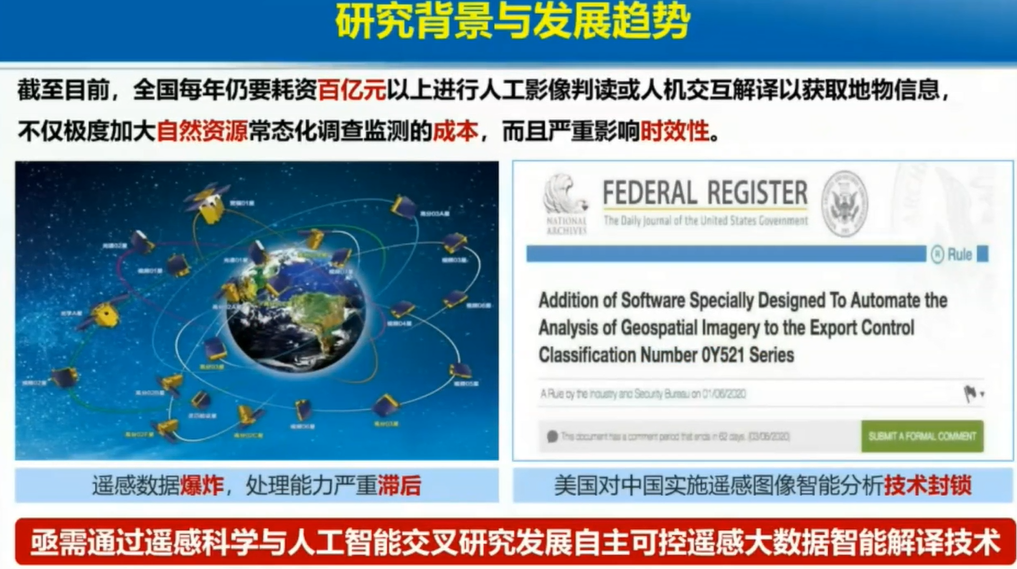 研究背景与发展趋势
截至目前，全国每年仍要耗资百亿元以上进行人工影像判读或人机交互解译以获取地物信息，
不仅极度加大自然资源常态化调查监测的成本，而且严重影响时效性。
NATIONAL
ARCHIVES
FEDERAL REGISTER
The Daily Journal of the United States Government
Rule
Addition of Software Specially Designed To Automate the
Analysis of Geospatial Imagery to the Export Control
Classification Number 0Y521 Series
A Rule by the Industry and Security Bureau on 01/06/2020
This document has a comment period that ends in 62 days. (03/06/2020)
SUBMIT A FORMAL COMMENT
遥感数据爆炸，处理能力严重滞后
美国对中国实施遥感图像智能分析技术封锁
亟需通过遥感科学与人工智能交叉研究发展自主可控遥感大数据智能解译技术